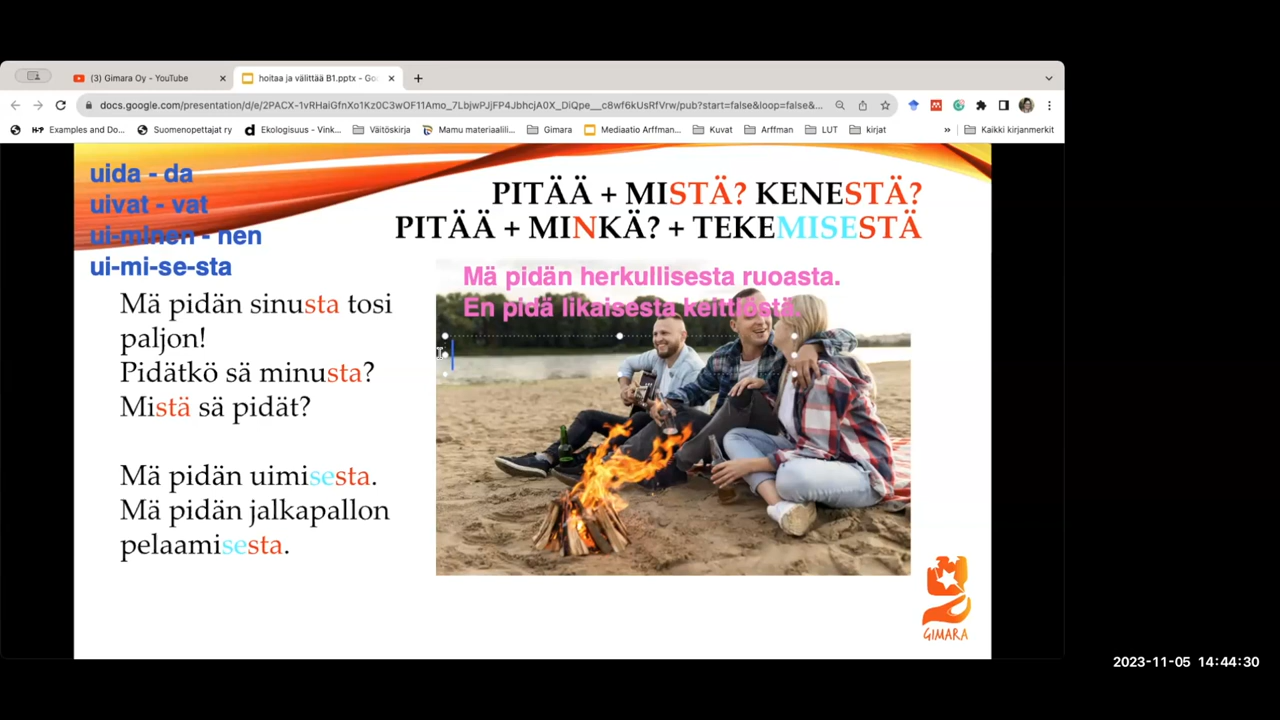 (3) Gimara Oy - YouTube
hoitaa ja välittää B1.pptx - Go
docs.google.com/presentation/d/e/2PACX-1vRHaiGfnXo1Kz0C3wOF11Amo_7LbjwPJjFP4JbhcjA0X_DiQpe__c8wf6kUsRfVrw/pub?start=false&loop=false&...
Examples and Do...
Suomenopettajat ry
Ekologisuus - Vink...
Väitöskirja
Mamu materiaalili...
Gimara
Mediaatio Arffman...
Kuvat
Arffman
LUT
kirjat
Kaikki kirjanmerkit
uida - da
uivat - vat
ui-minen - nen
ui-mi-se-sta
PITÄÄ + MISTÄ? KENESTÄ?
PITÄÄ + MINKÄ? + TEKEMISESTÄ
Mä pidän herkullisesta ruoasta.
En pidä likaisesta keittiöstä.
Mä pidän sinusta tosi
paljon!
Pidätkö sä minusta?
Mistä sä pidät?
Mä pidän uimisesta.
Mä pidän jalkapallon
pelaamisesta.
GIMARA
2023-11-05 14:44:30